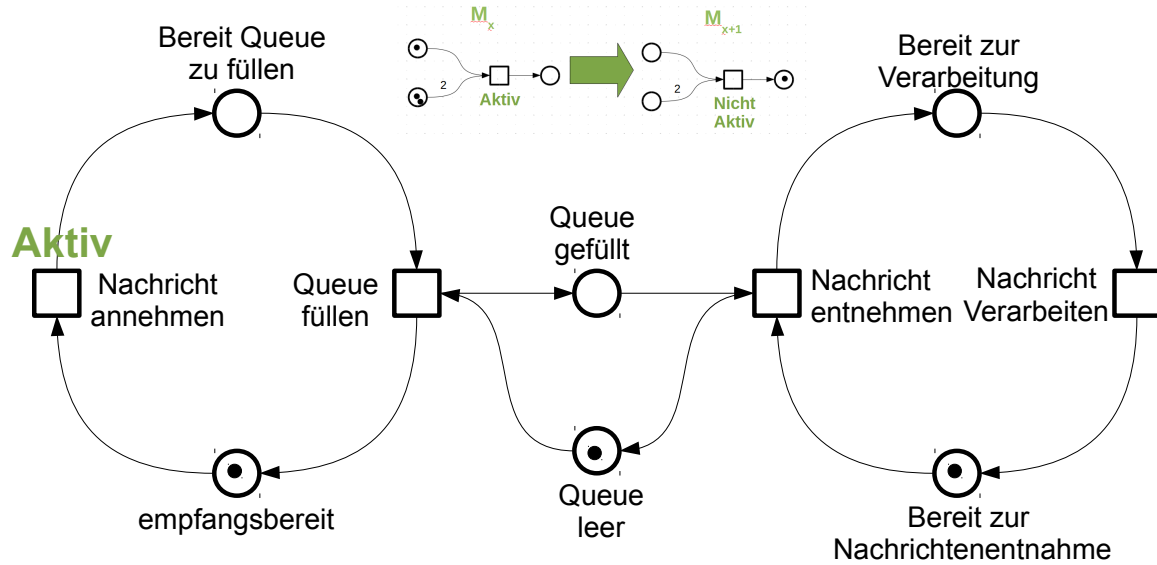 M
x
M
x+1
2
Aktiv
2
Nicht
Aktiv
Bereit Queue
zu füllen
Bereit zur
Verarbeitung
Aktiv
Nachricht
annehmen
Queue
füllen
Queue
gefüllt
Nachricht
entnehmen
Nachricht
Verarbeiten
empfangsbereit
Queue
leer
Bereit zur
Nachrichtenentnahme